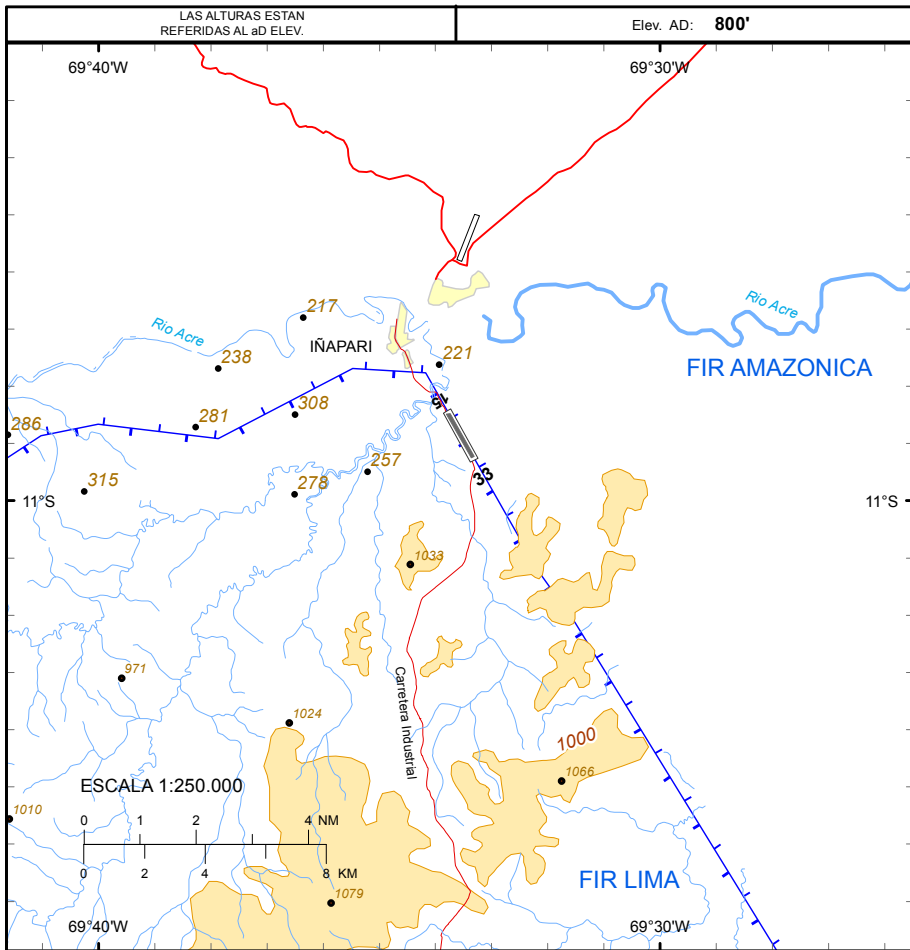 LAS ALTURAS ESTAN
REFERIDAS AL aD ELEV.
Elev. AD: 800'
69°40'W
69°30'W
Rio Acre
217
Rio Acre
IÑAPARI
221
238
FIR AMAZONICA
15
308
281
286
257
33
315
278
11°S
11°S
1033
Carretera Industrial
971
1024
1000
1066
ESCALA 1:250.000
1010
0 1 2 4 NM
0 2 4 6 8 KM
FIR LIMA
1079
69°40'W
69°30'W